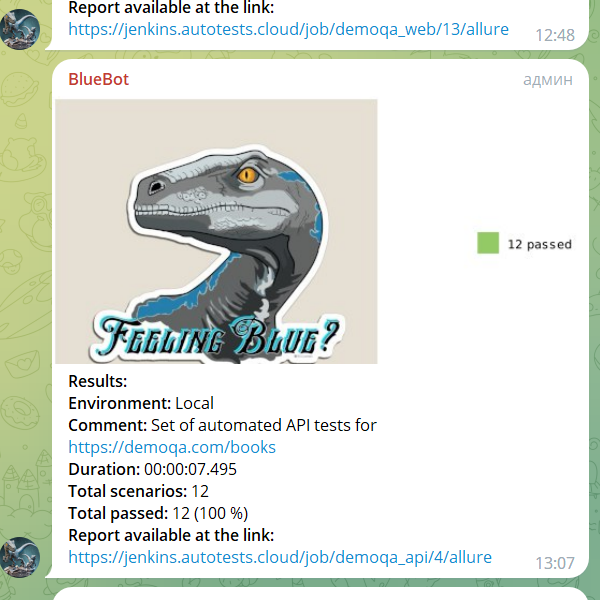 Report available at the link:
https://jenkins.autotests.cloud/job/demoqa_web/13/allure
12:48
BlueBot
админ
FEELING BLUE?
12 passed
Results:
Environment: Local
Comment: Set of automated API tests for
https://demoqa.com/books
Duration: 00:00:07.495
Total scenarios: 12
Total passed: 12 (100 %)
Report available at the link:
https://jenkins.autotests.cloud/job/demoqa_api/4/allure
13:07